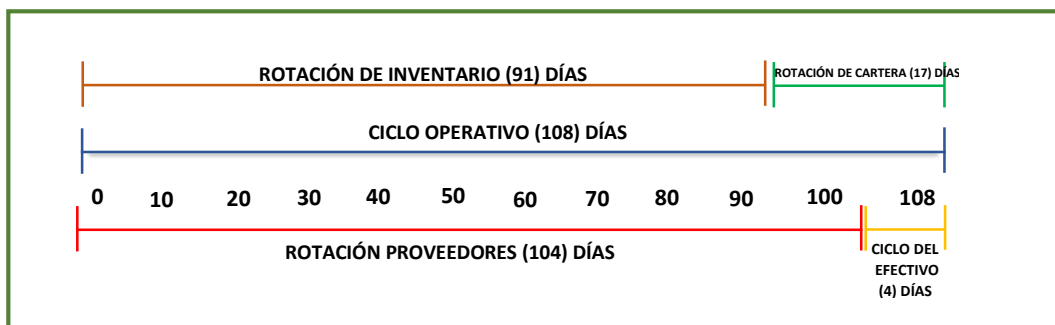 ROTACIÓN DE INVENTARIO (91) DÍAS
ROTACIÓN DE CARTERA (17) DÍAS
CICLO OPERATIVO (108) DÍAS
0 10 20 30 40 50 60 70 80 90 100 108
ROTACIÓN PROVEEDORES (104) DÍAS
CICLO DEL
EFECTIVO
(4) DÍAS